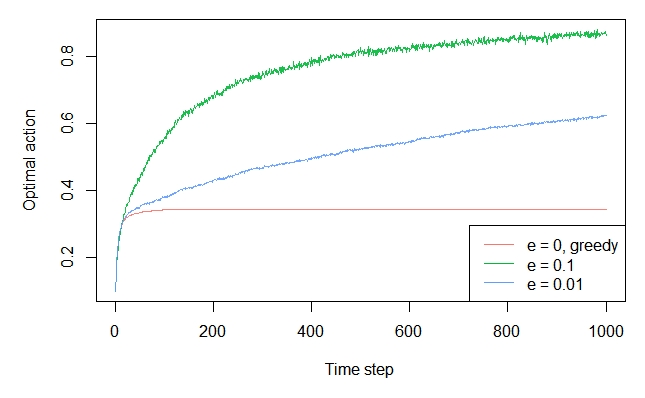 Optimal action
0.8
0.6
0.4
0.2
e = 0, greedy
e = 0.1
e = 0.01
0 200 400 600 800 1000
Time step